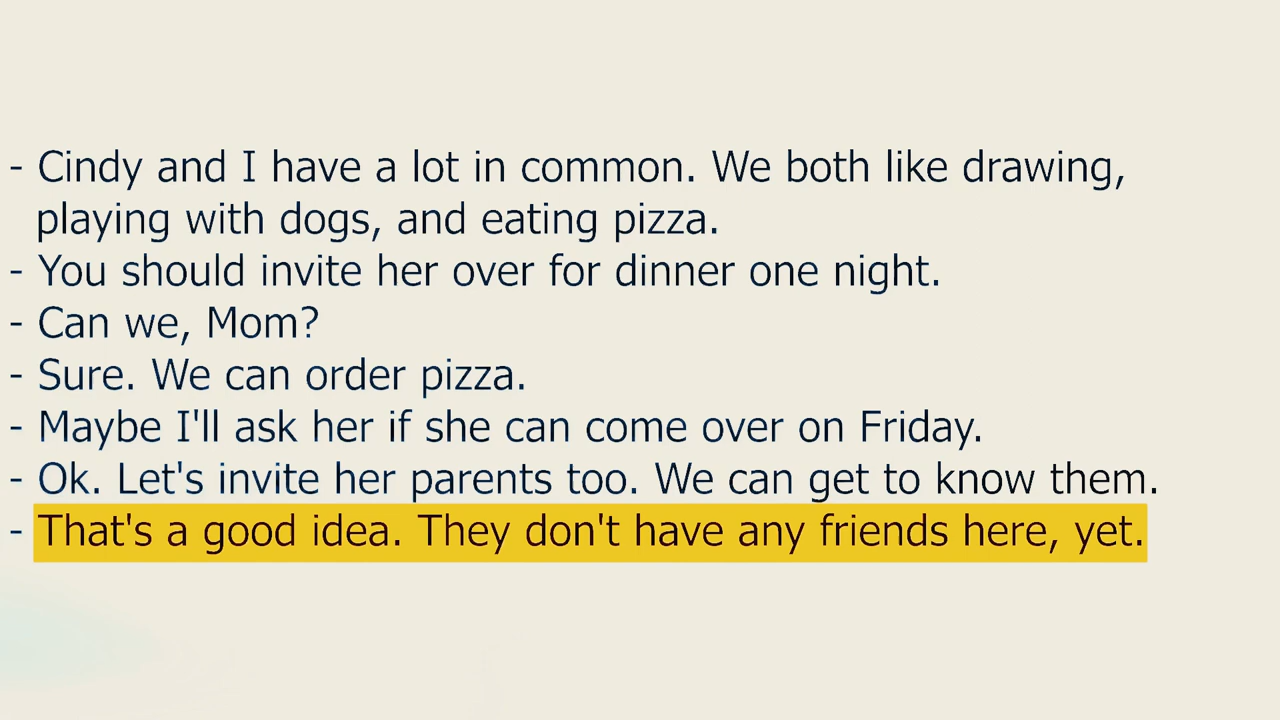 - Cindy and I have a lot in common. We both like drawing,
playing with dogs, and eating pizza.
- You should invite her over for dinner one night.
- Can we, Mom?
- Sure. We can order pizza.
- Maybe I'll ask her if she can come over on Friday.
- Ok. Let's invite her parents too. We can get to know them.
- That's a good idea. They don't have any friends here, yet.